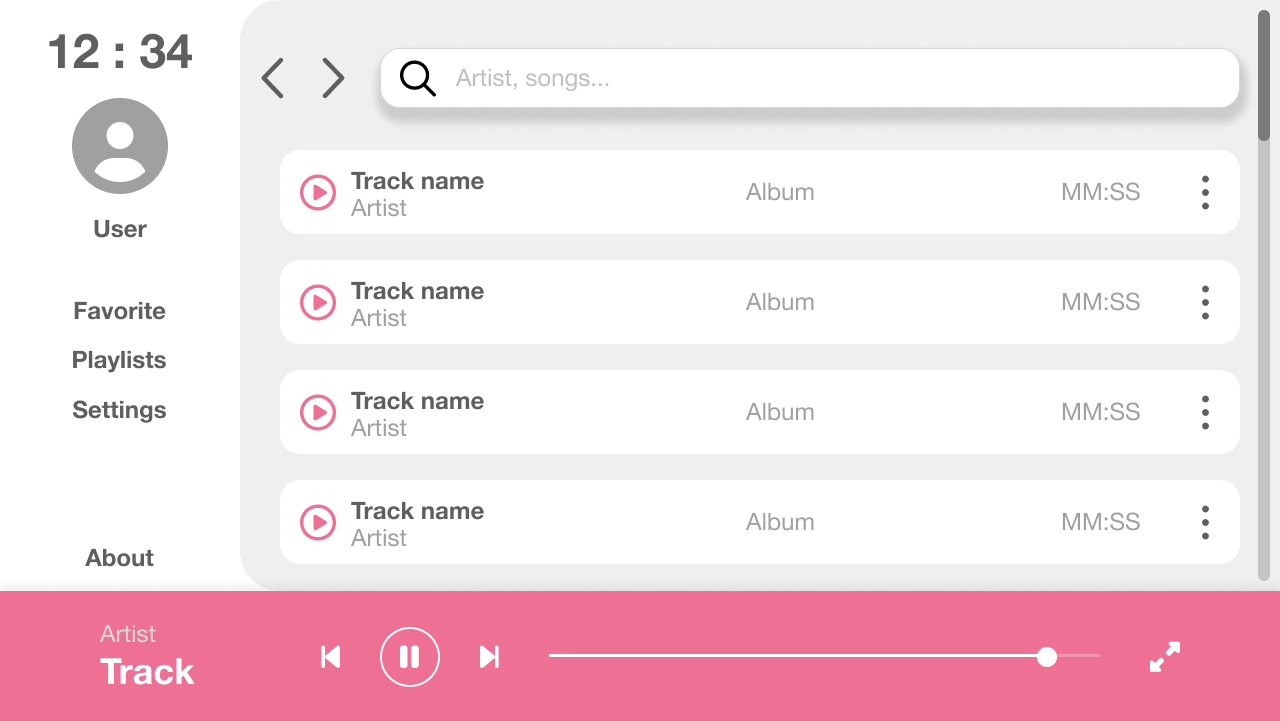 12 : 34
User
Favorite
Playlists
Settings
About
Artist, songs...
Track name
Artist
Album
MM:SS
Track name
Artist
Album
MM:SS
Track name
Artist
Album
MM:SS
Track name
Artist
Album
MM:SS
Artist
Track